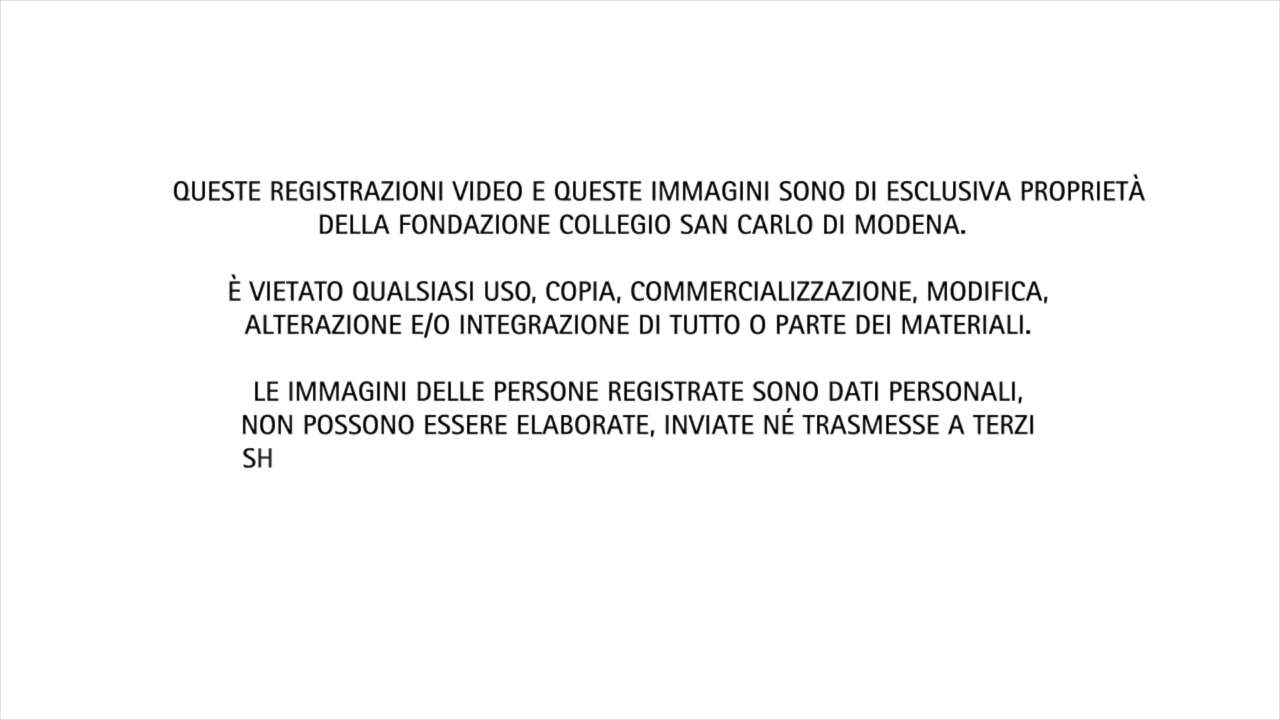 QUESTE REGISTRAZIONI VIDEO E QUESTE IMMAGINI SONO DI ESCLUSIVA PROPRIETÀ
DELLA FONDAZIONE COLLEGIO SAN CARLO DI MODENA.
È VIETATO QUALSIASI USO, COPIA, COMMERCIALIZZAZIONE, MODIFICA,
ALTERAZIONE E/O INTEGRAZIONE DI TUTTO O PARTE DEI MATERIALI.
LE IMMAGINI DELLE PERSONE REGISTRATE SONO DATI PERSONALI,
NON POSSONO ESSERE ELABORATE, INVIATE NÉ TRASMESSE A TERZI
SH